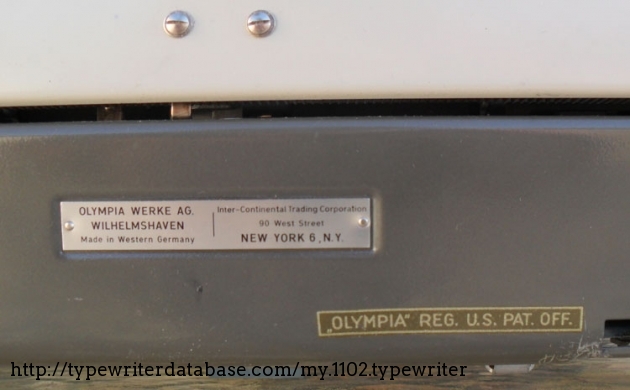 OLYMPIA WERKE AG.
WILHELMSHAVEN
Made in Western Germany
Inter-Continental Trading Corporation
90 West Street
NEW YORK 6, N.Y.
„OLYMPIA“ REG. U.S. PAT. OFF.
http://typewriterdatabase.com/my.1102.typewriter